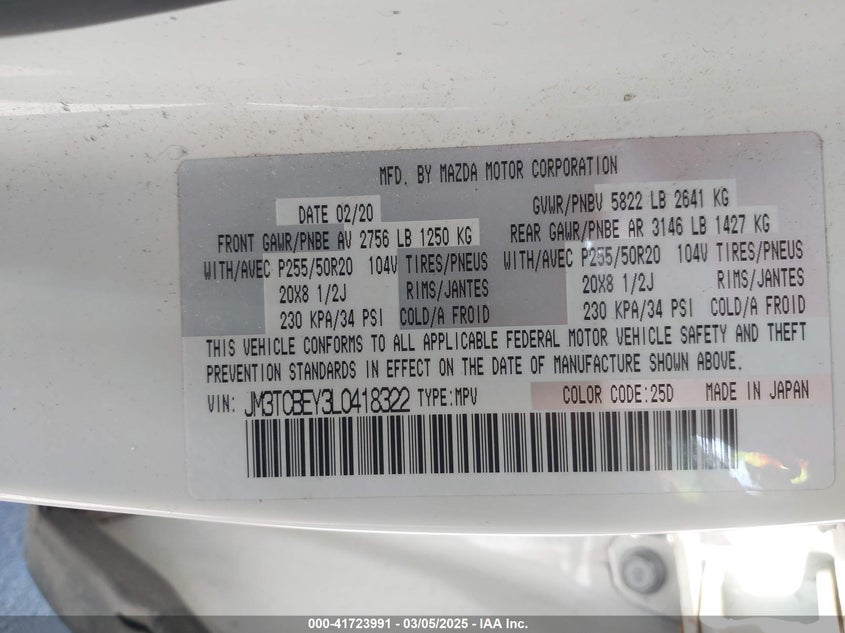 MFD. BY MAZDA MOTOR CORPORATION
DATE 02/20 GVWR/PNBV 5822 LB 2641 KG
FRONT GAWR/PNBE AV 2756 LB 1250 KG REAR GAWR/PNBE AR 3146 LB 1427 KG
WITH/AVEC P255/50R20 104V TIRES/PNEUS WITH/AVEC P255/50R20 104V TIRES/PNEUS
20X8 1/2J RIMS/JANTES 20X8 1/2J RIMS/JANTES
230 KPA/34 PSI COLD/A FROID 230 KPA/34 PSI COLD/A FROID
THIS VEHICLE CONFORMS TO ALL APPLICABLE FEDERAL MOTOR VEHICLE SAFETY AND THEFT
PREVENTION STANDARDS IN EFFECT ON THE DATE OF MANUFACTURE SHOWN ABOVE.
VIN: JM3TCBEY3L0418322 TYPE:MPV COLOR CODE:25D MADE IN JAPAN
000-41723991 - 03/05/2025 - IAA Inc.